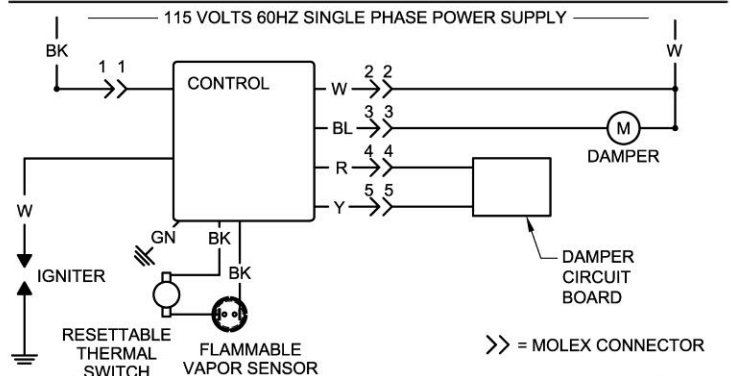 115 VOLTS 60HZ SINGLE PHASE POWER SUPPLY
BK
W
1 1
CONTROL
W
2 2
BL
3 3
M
DAMPER
R
4 4
Y
5 5
W
GN
BK
BK
IGNITER
DAMPER
CIRCUIT
BOARD
RESETTABLE
THERMAL
SWITCH
FLAMMABLE
VAPOR SENSOR
= MOLEX CONNECTOR